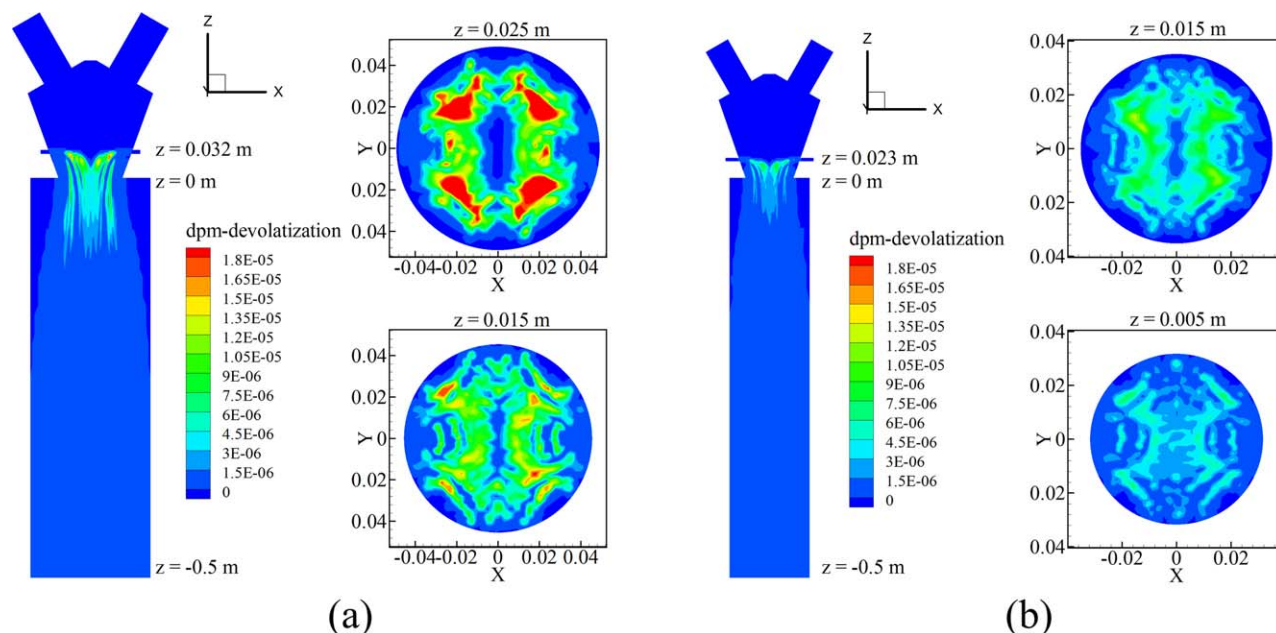 Z
X
z = 0.032 m
z = 0 m
dpm-devolatization
1.8E-05
1.65E-05
1.5E-05
1.35E-05
1.2E-05
1.05E-05
9E-06
7.5E-06
6E-06
4.5E-06
3E-06
1.5E-06
0
z = -0.5 m
z = 0.025 m
0.04
0.02
Y 0
0.02
0.04
-0.04 -0.02 0 0.02 0.04
X
z = 0.015 m
0.04
0.02
Y 0
0.02
0.04
-0.04 -0.02 0 0.02 0.04
X
(a)
Z
X
z = 0.023 m
z = 0 m
dpm-devolatization
1.8E-05
1.65E-05
1.5E-05
1.35E-05
1.2E-05
1.05E-05
9E-06
7.5E-06
6E-06
4.5E-06
3E-06
1.5E-06
0
z = -0.5 m
z = 0.015 m
0.04
0.02
Y 0
0.02
0.04
-0.02 0 0.02
X
z = 0.005 m
0.04
0.02
Y 0
0.02
0.04
-0.02 0 0.02
X
(b)